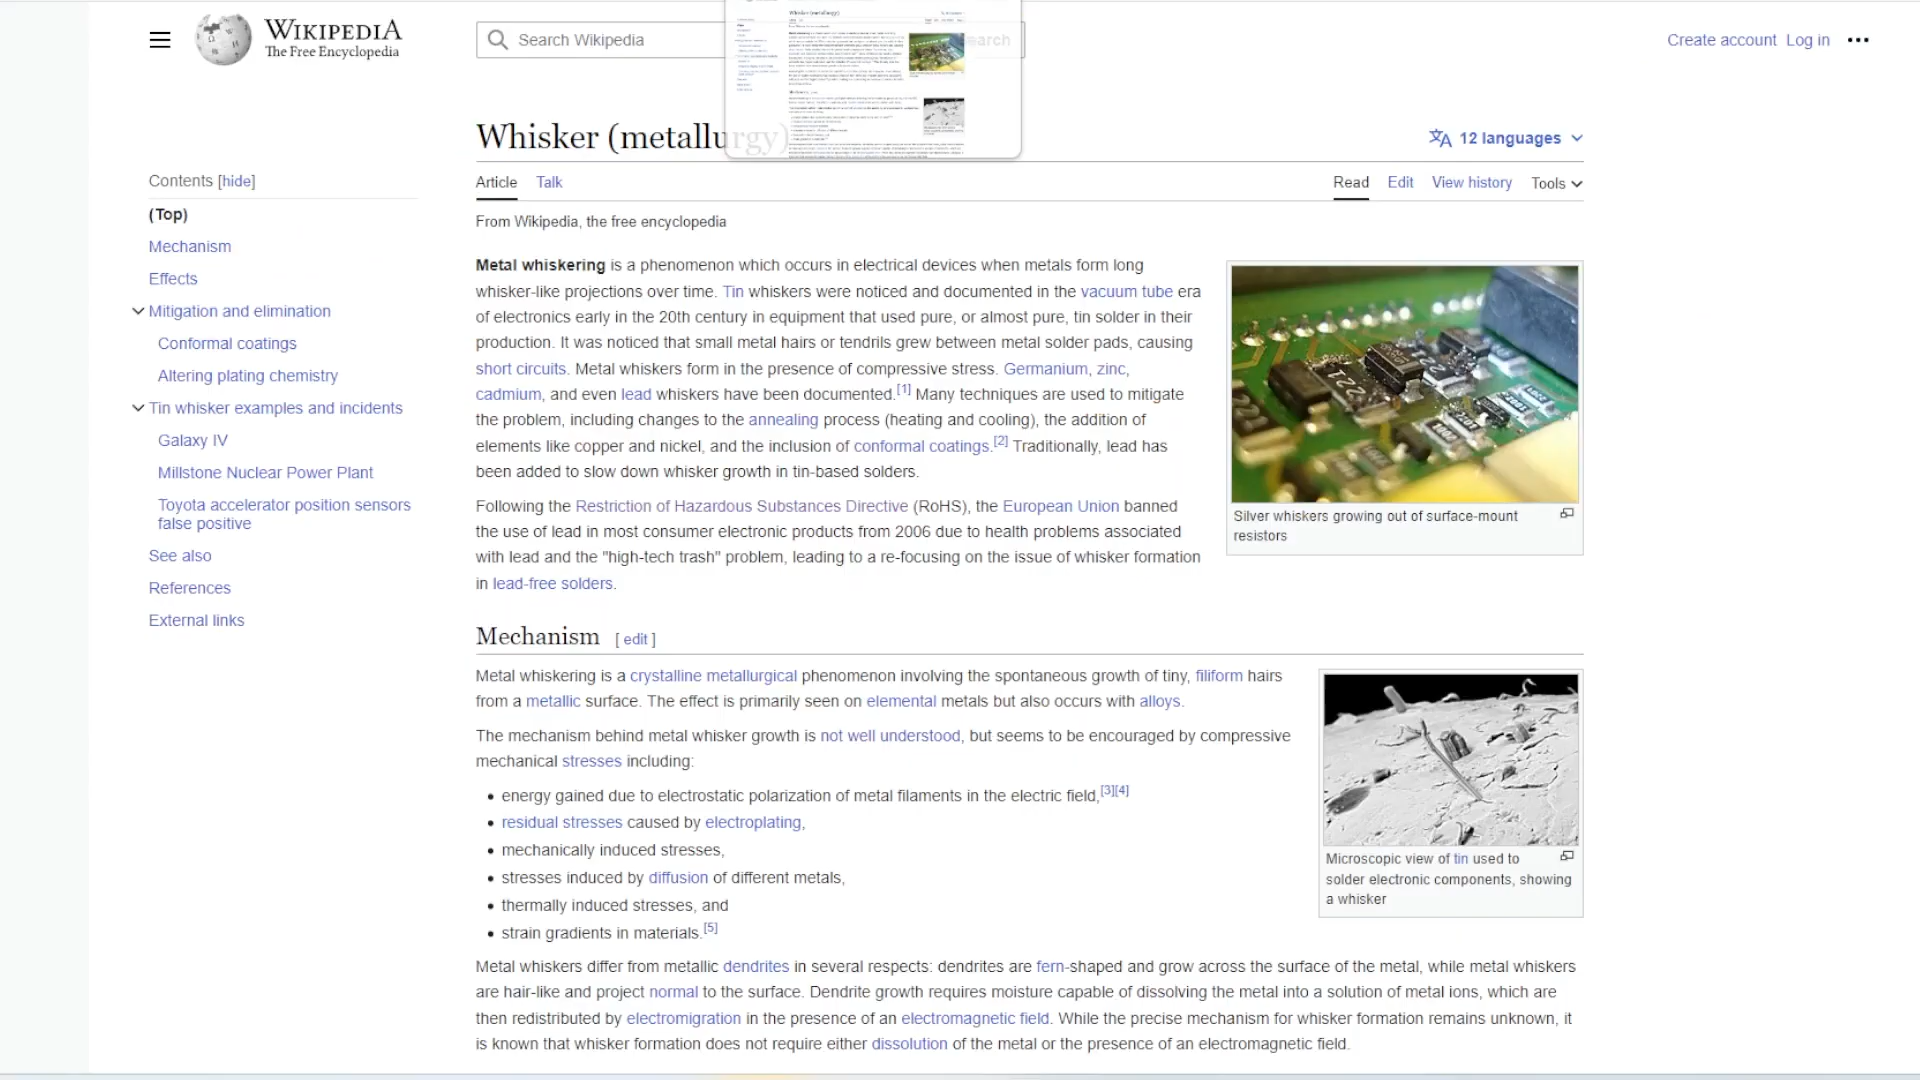 WIKIPEDIA
The Free Encyclopedia
Search Wikipedia
Create account Log in
Whisker (metallurgy)
12 languages
Contents [hide]
(Top)
Mechanism
Effects
Mitigation and elimination
Conformal coatings
Altering plating chemistry
Tin whisker examples and incidents
Galaxy IV
Millstone Nuclear Power Plant
Toyota accelerator position sensors
false positive
See also
References
External links
Article Talk
Read Edit View history Tools
From Wikipedia, the free encyclopedia
Metal whiskering is a phenomenon which occurs in electrical devices when metals form long
whisker-like projections over time. Tin whiskers were noticed and documented in the vacuum tube era
of electronics early in the 20th century in equipment that used pure, or almost pure, tin solder in their
production. It was noticed that small metal hairs or tendrils grew between metal solder pads, causing
short circuits. Metal whiskers form in the presence of compressive stress. Germanium, zinc,
cadmium, and even lead whiskers have been documented.[1] Many techniques are used to mitigate
the problem, including changes to the annealing process (heating and cooling), the addition of
elements like copper and nickel, and the inclusion of conformal coatings.[2] Traditionally, lead has
been added to slow down whisker growth in tin-based solders.
Following the Restriction of Hazardous Substances Directive (RoHS), the European Union banned
the use of lead in most consumer electronic products from 2006 due to health problems associated
with lead and the "high-tech trash" problem, leading to a re-focusing on the issue of whisker formation
in lead-free solders.
Silver whiskers growing out of surface-mount
resistors
Mechanism [ edit ]
Metal whiskering is a crystalline metallurgical phenomenon involving the spontaneous growth of tiny, filiform hairs
from a metallic surface. The effect is primarily seen on elemental metals but also occurs with alloys.
The mechanism behind metal whisker growth is not well understood, but seems to be encouraged by compressive
mechanical stresses including:
• energy gained due to electrostatic polarization of metal filaments in the electric field,[3][4]
• residual stresses caused by electroplating,
• mechanically induced stresses,
• stresses induced by diffusion of different metals,
• thermally induced stresses, and
• strain gradients in materials.[5]
Microscopic view of tin used to
solder electronic components, showing
a whisker
Metal whiskers differ from metallic dendrites in several respects: dendrites are fern-shaped and grow across the surface of the metal, while metal whiskers
are hair-like and project normal to the surface. Dendrite growth requires moisture capable of dissolving the metal into a solution of metal ions, which are
then redistributed by electromigration in the presence of an electromagnetic field. While the precise mechanism for whisker formation remains unknown, it
is known that whisker formation does not require either dissolution of the metal or the presence of an electromagnetic field.